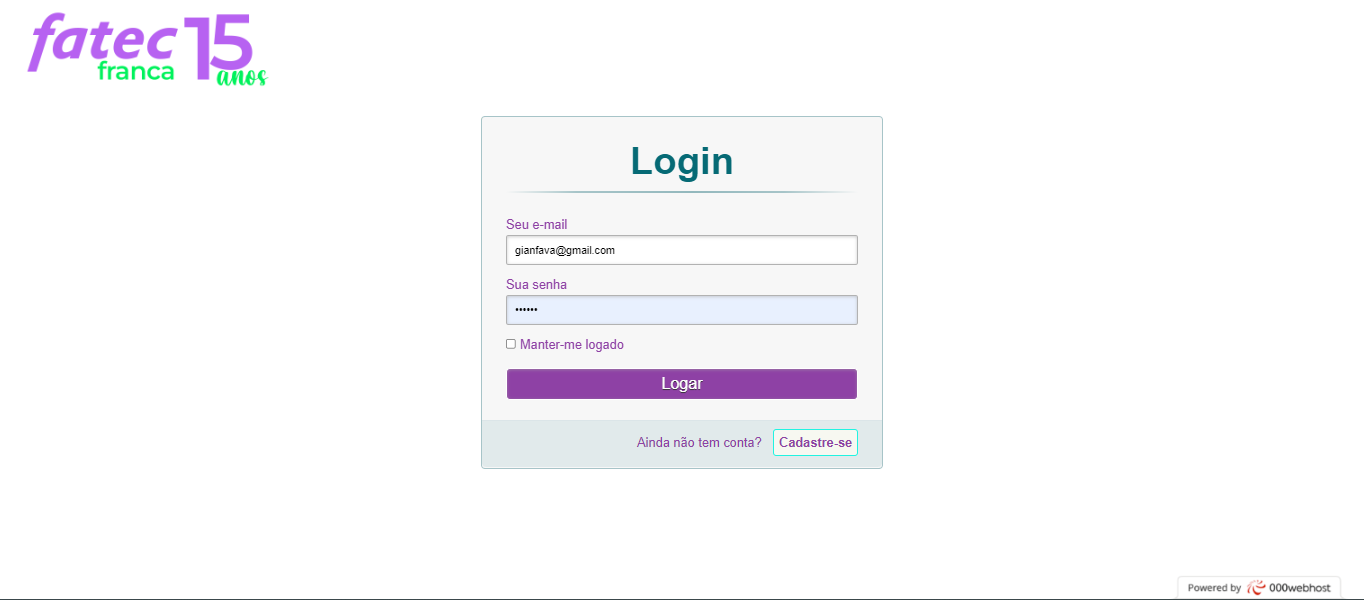 fatec 15
franca anos
Login
Seu e-mail
gianfava@gmail.com
Sua senha
••••••
Manter-me logado
Logar
Ainda não tem conta? Cadastre-se
Powered by 000webhost